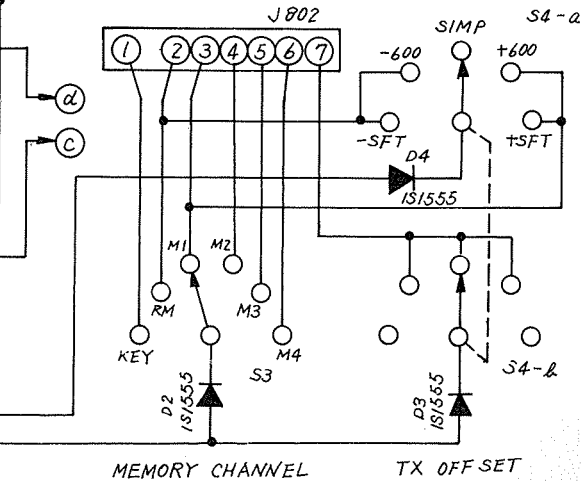 J802
S4-a
1 2 3 4 5 6 7
SIMP
-600
+600
d
c
-SFT
+SFT
D4
1S1555
M1
M2
RM
M3
KEY
M4
S3
S4-b
D2
1S1555
D3
1S1555
MEMORY CHANNEL
TX OFFSET